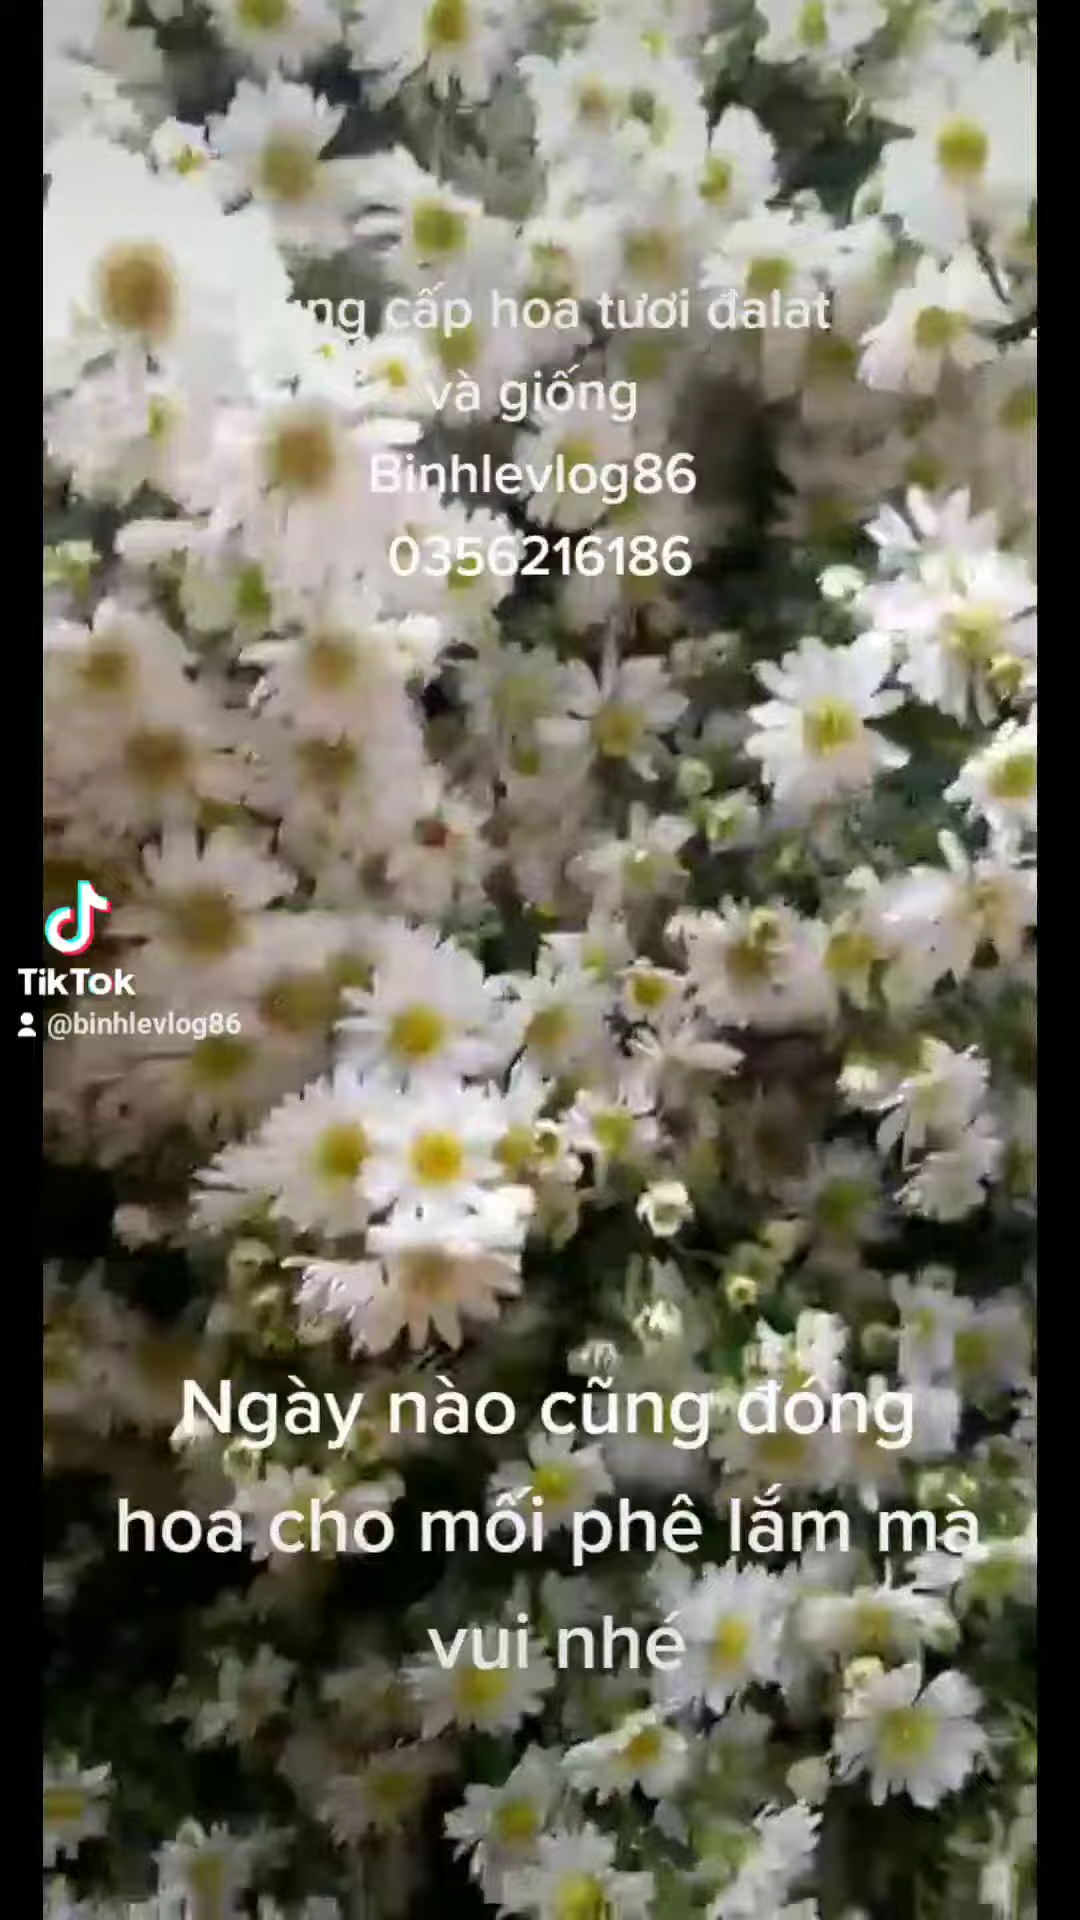 cấp hoa tươi đalat
và giống
Binhlevlog86
0356216186
TikTok
@binhlevlog86
Ngày nào cũng đóng
hoa cho mối phê lắm mà
vui nhé